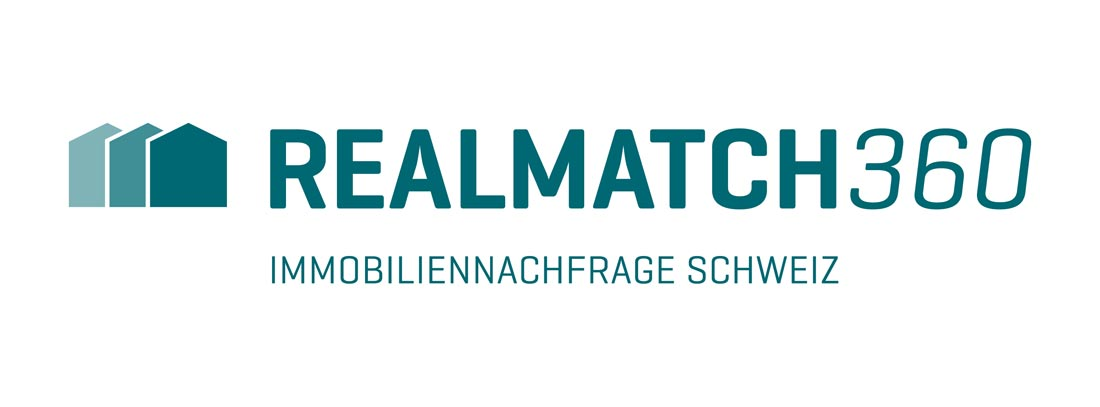 REALMATCH360
IMMOBILIENNACHFRAGE SCHWEIZ